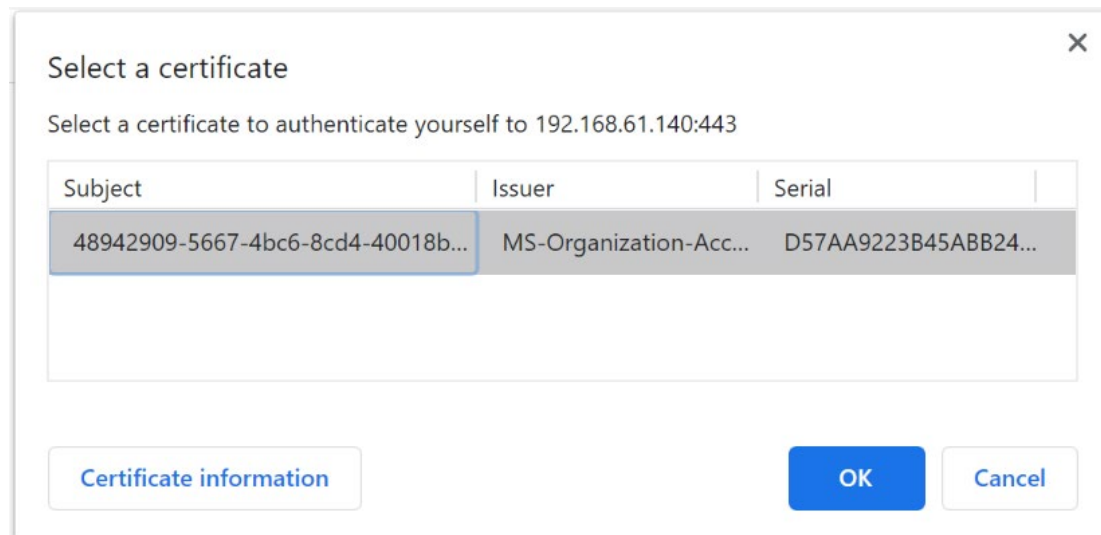 Select a certificate
Select a certificate to authenticate yourself to 192.168.61.140:443
Subject Issuer Serial
48942909-5667-4bc6-8cd4-40018b... MS-Organization-Acc... D57AA9223B45ABB24...
Certificate information OK Cancel